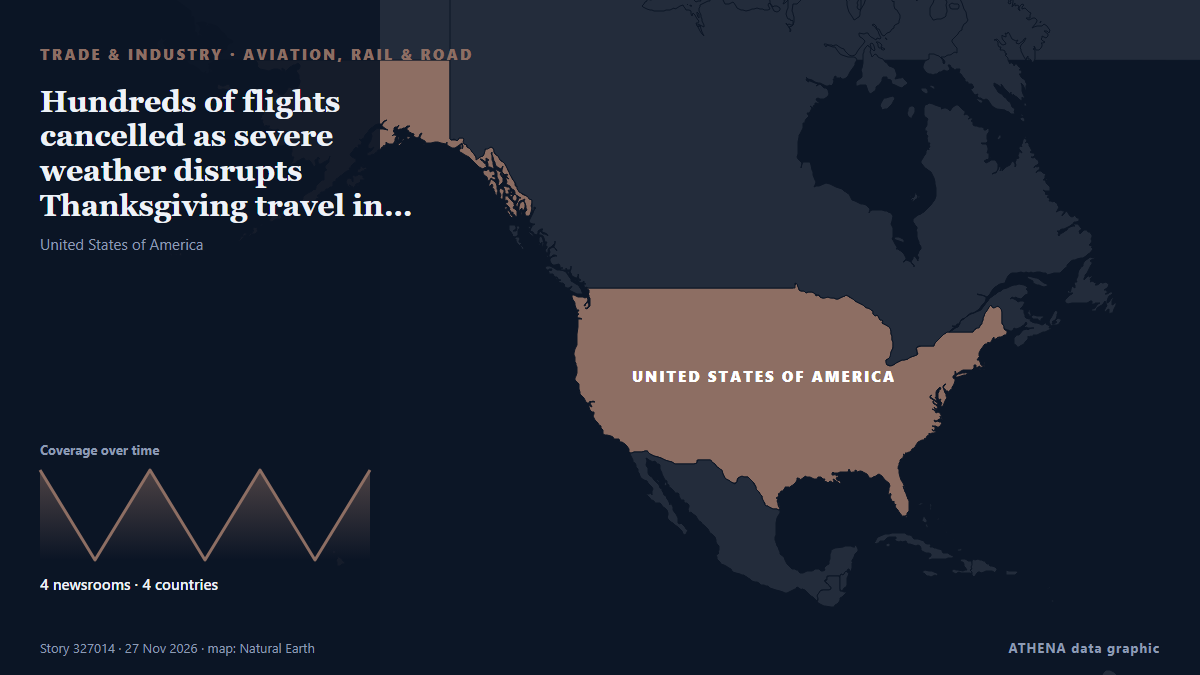 TRADE & INDUSTRY · AVIATION, RAIL & ROAD
Hundreds of flights
cancelled as severe
weather disrupts
Thanksgiving travel in...
United States of America
UNITED STATES OF AMERICA
Coverage over time
4 newsrooms · 4 countries
Story 327014 · 27 Nov 2026 · map: Natural Earth
ATHENA data graphic